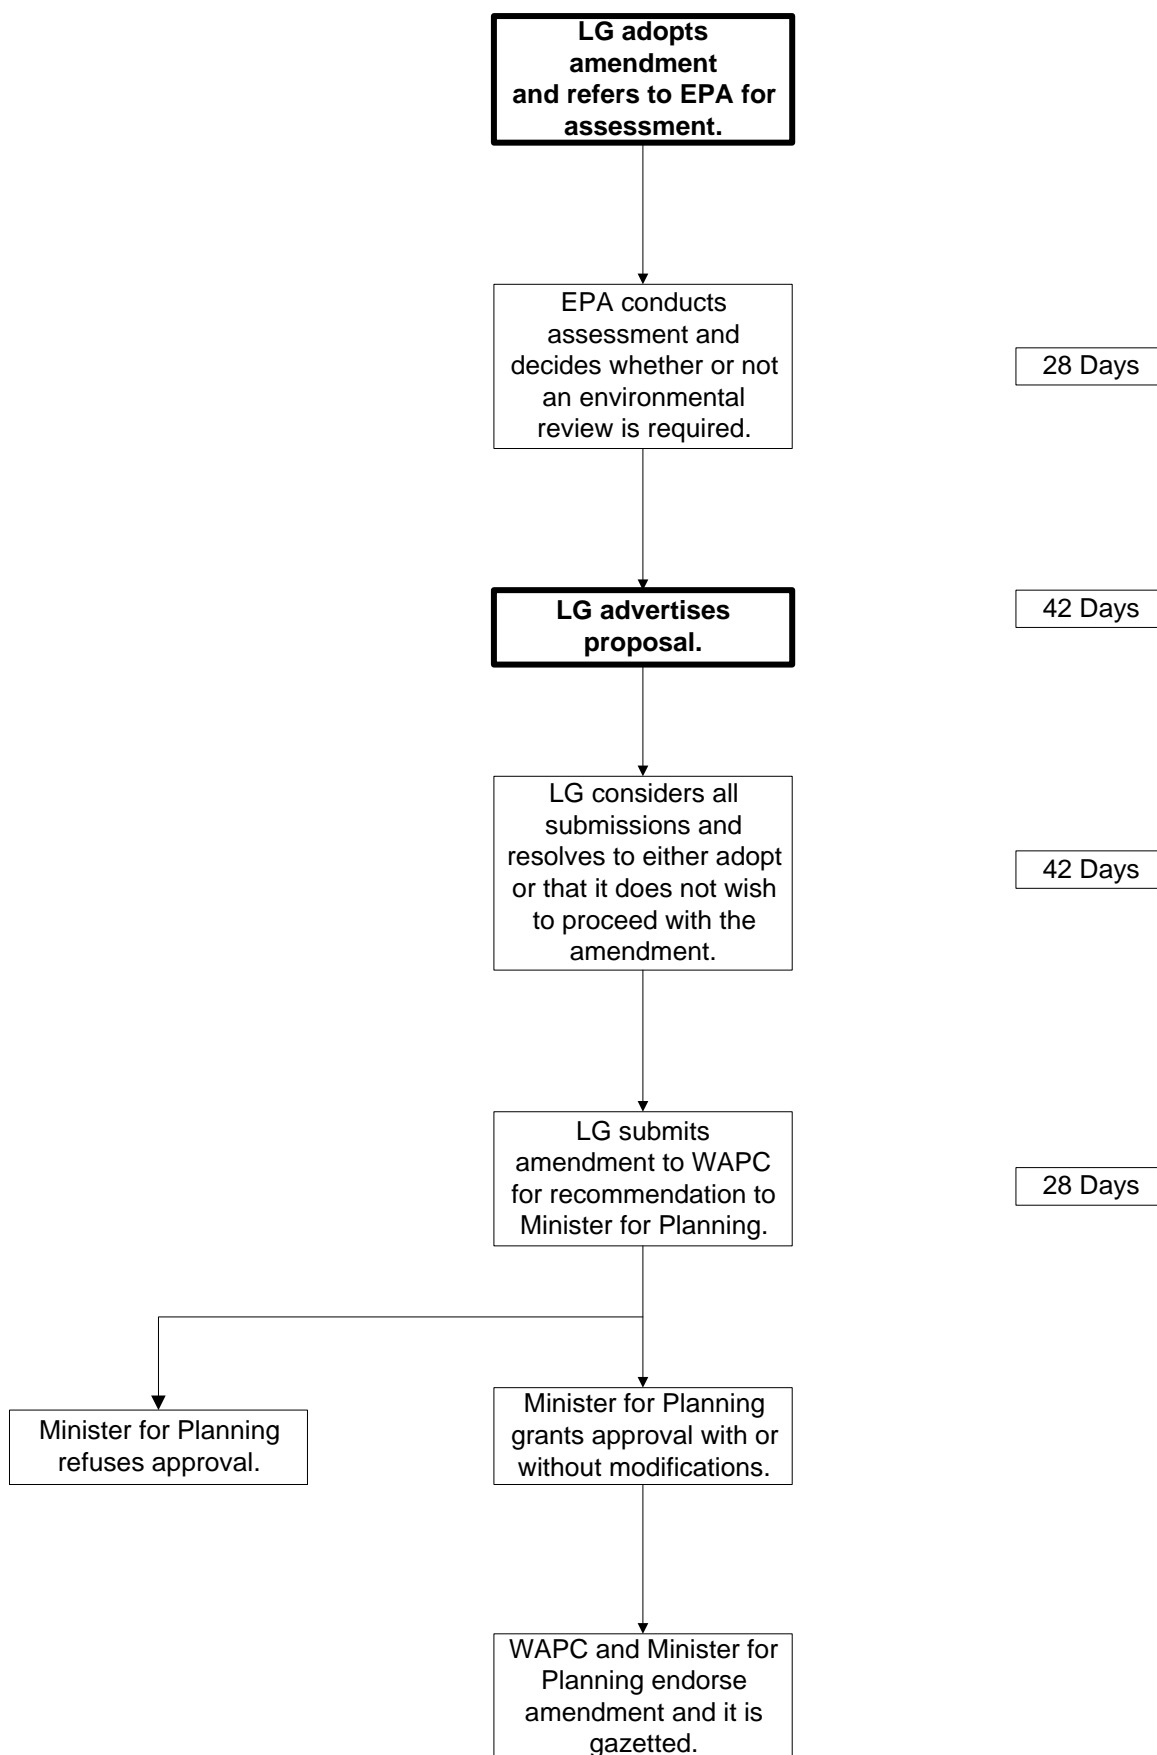 LG adopts
amendment
and refers to EPA for
assessment.
EPA conducts
assessment and
decides whether or not
an environmental
review is required.
28 Days
LG advertises
proposal.
42 Days
LG considers all
submissions and
resolves to either adopt
or that it does not wish
to proceed with the
amendment.
42 Days
LG submits
amendment to WAPC
for recommendation to
Minister for Planning.
28 Days
Minister for Planning
refuses approval.
Minister for Planning
grants approval with or
without modifications.
WAPC and Minister for
Planning endorse
amendment and it is
gazetted.